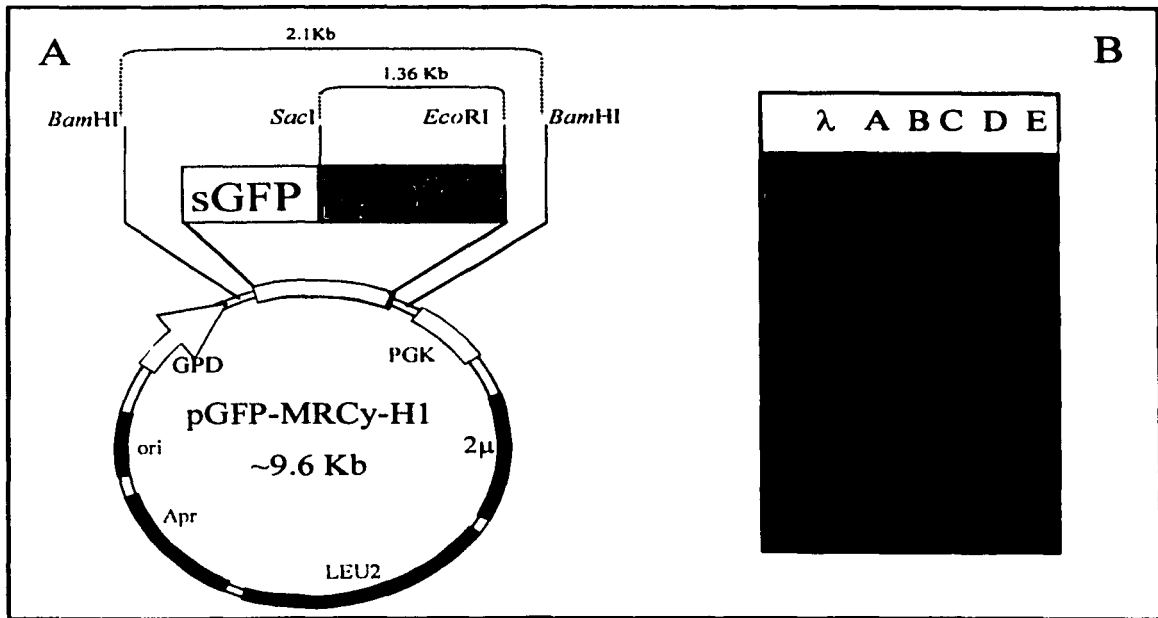 A
2.1Kb
1.36 Kb
BamHI
SacI
EcoRI
BamHI
sGFP
GPD
PGK
pGFP-MRCy-H1
~9.6 Kb
ori
2μ
Apr
LEU2
B
λ A B C D E